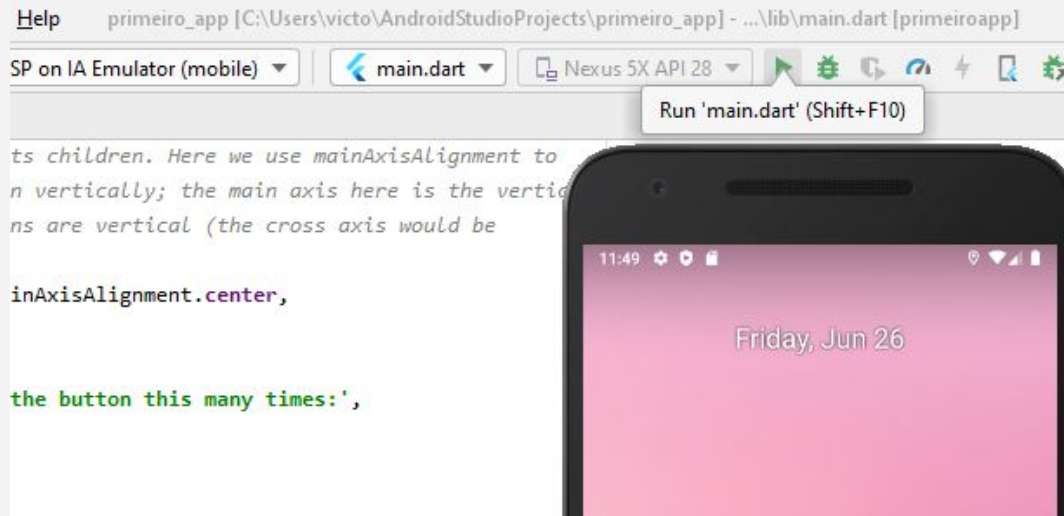 Help primeiro_app [C:\Users\victo\AndroidStudioProjects\primeiro_app] - ...\lib\main.dart [primeiroapp]
SP on IA Emulator (mobile) main.dart Nexus 5X API 28
Run 'main.dart' (Shift+F10)
ts children. Here we use mainAxisAlignment to
n vertically; the main axis here is the vertic
ns are vertical (the cross axis would be
11:49
inAxisAlignment.center,
Friday, Jun 26
the button this many times:',